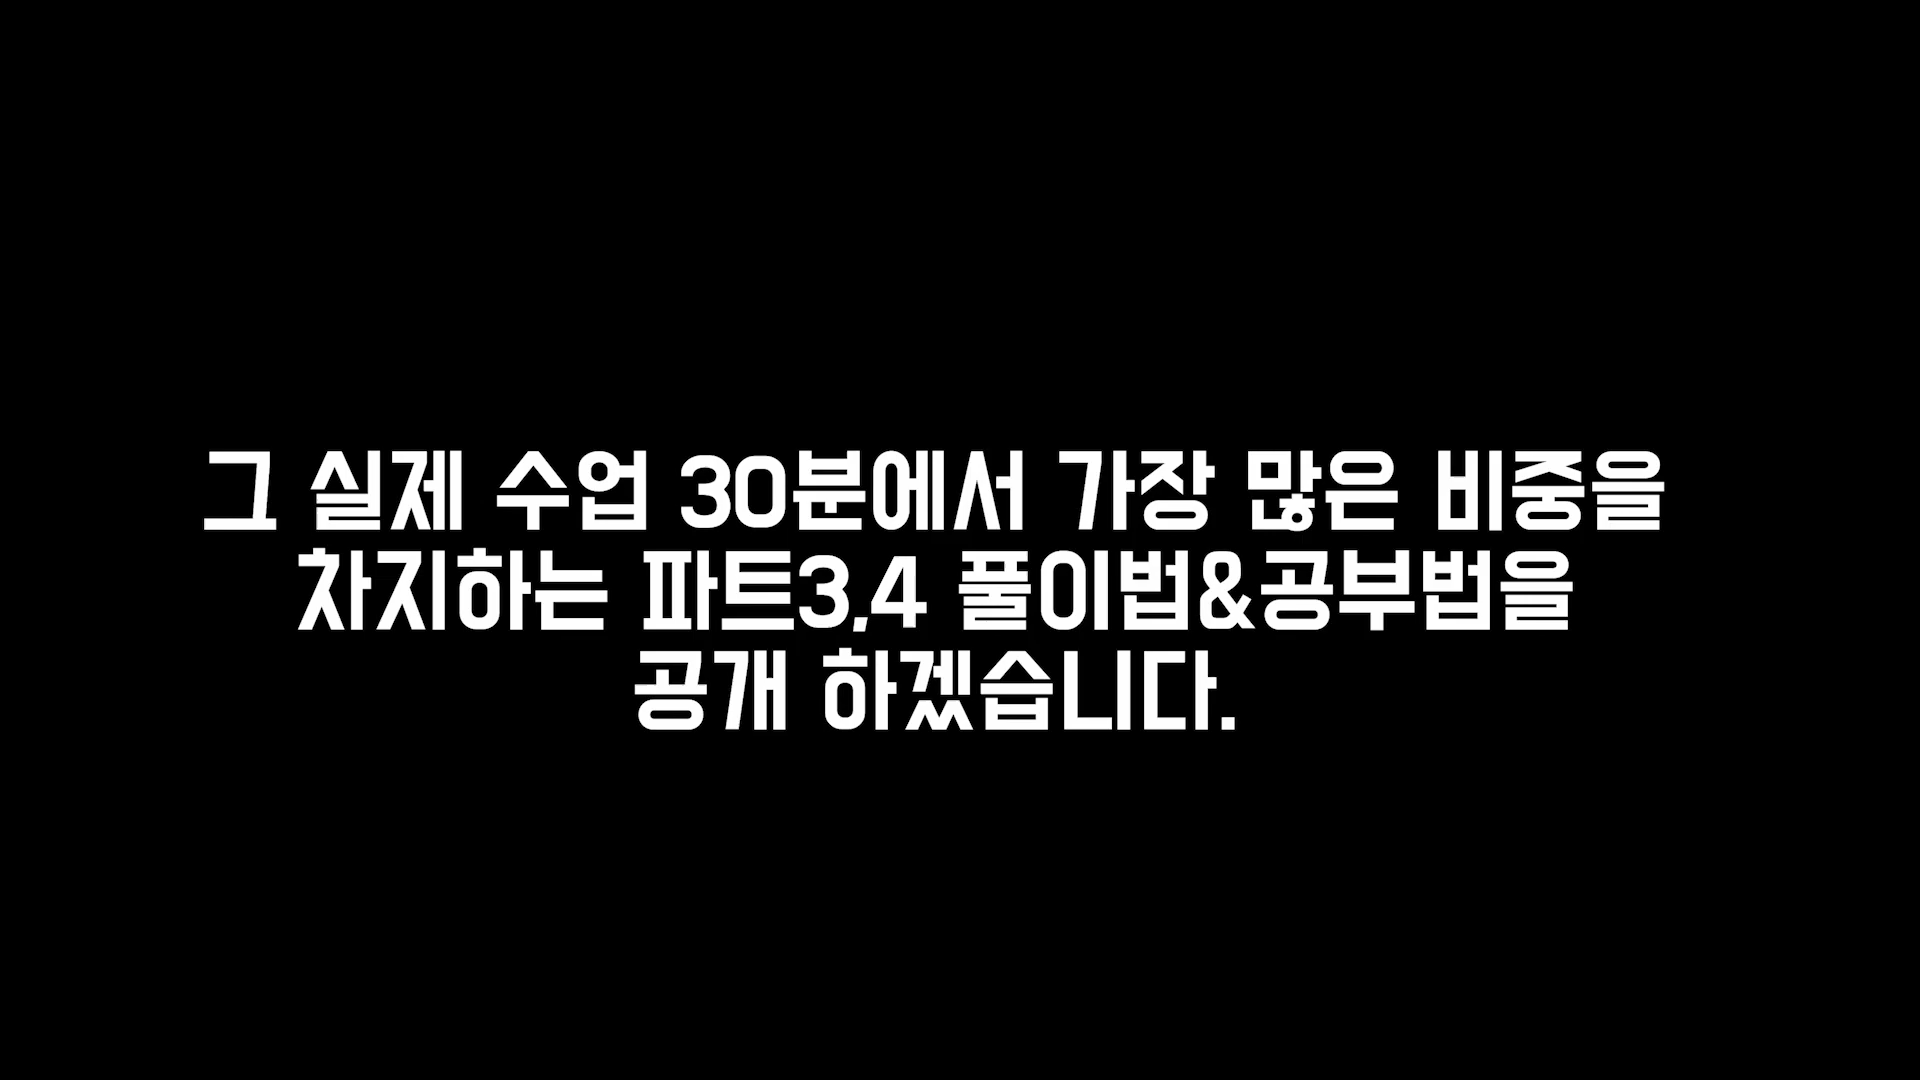 그 실제 수업 30분에서 가장 많은 비중을
차지하는 파트3,4 풀이법&공부법을
공개 하겠습니다.